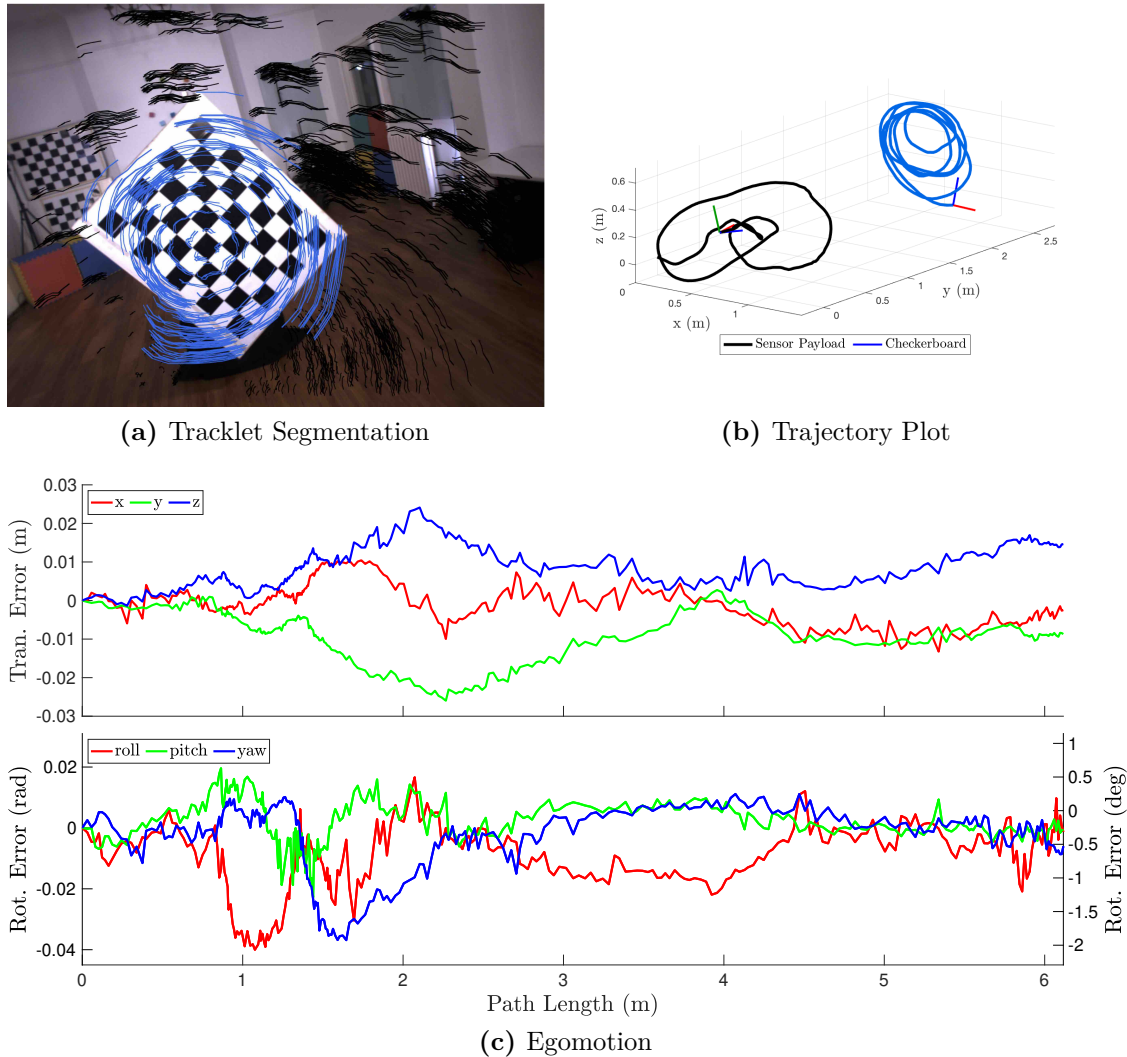 (a) Tracklet Segmentation
0.6
0.4
0.2
0
z (m)
0
0.5
1
x (m)
0
0.5
1
1.5
2
2.5
y (m)
Sensor Payload Checkerboard
(b) Trajectory Plot
0.03
0.02
0.01
0
-0.01
-0.02
-0.03
Tran. Error (m)
x y z
0.02
0
-0.02
-0.04
Rot. Error (rad)
roll pitch yaw
1
0.5
0
-0.5
-1
-1.5
-2
Rot. Error (deg)
0 1 2 3 4 5 6
Path Length (m)
(c) Egomotion